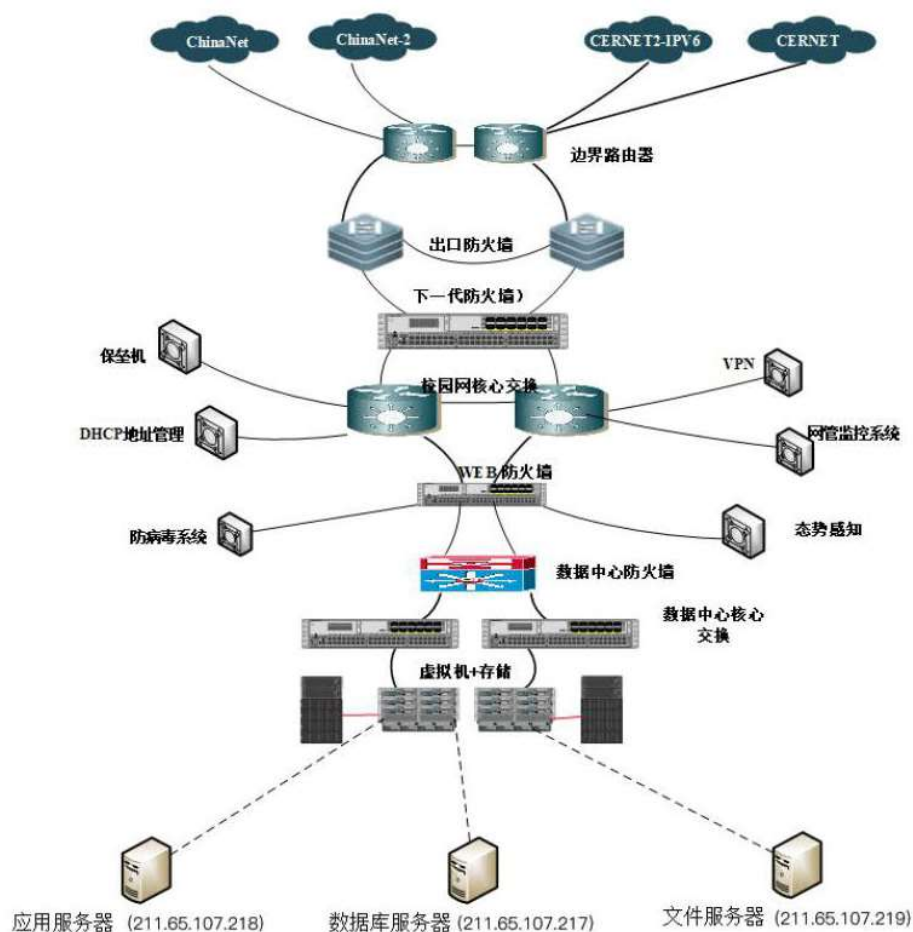 ChinaNet
ChinaNet-2
CERNET2-IPV6
CERNET
边界路由器
出口防火墙
下一代防火墙）
保垒机
校园网核心交换
VPN
DHCP地址管理
网管监控系统
WEB防火墙
防病毒系统
态势感知
数据中心防火墙
数据中心核心
交换
虚拟机+存储
应用服务器 (211.65.107.218)
数据库服务器 (211.65.107.217)
文件服务器 (211.65.107.219)